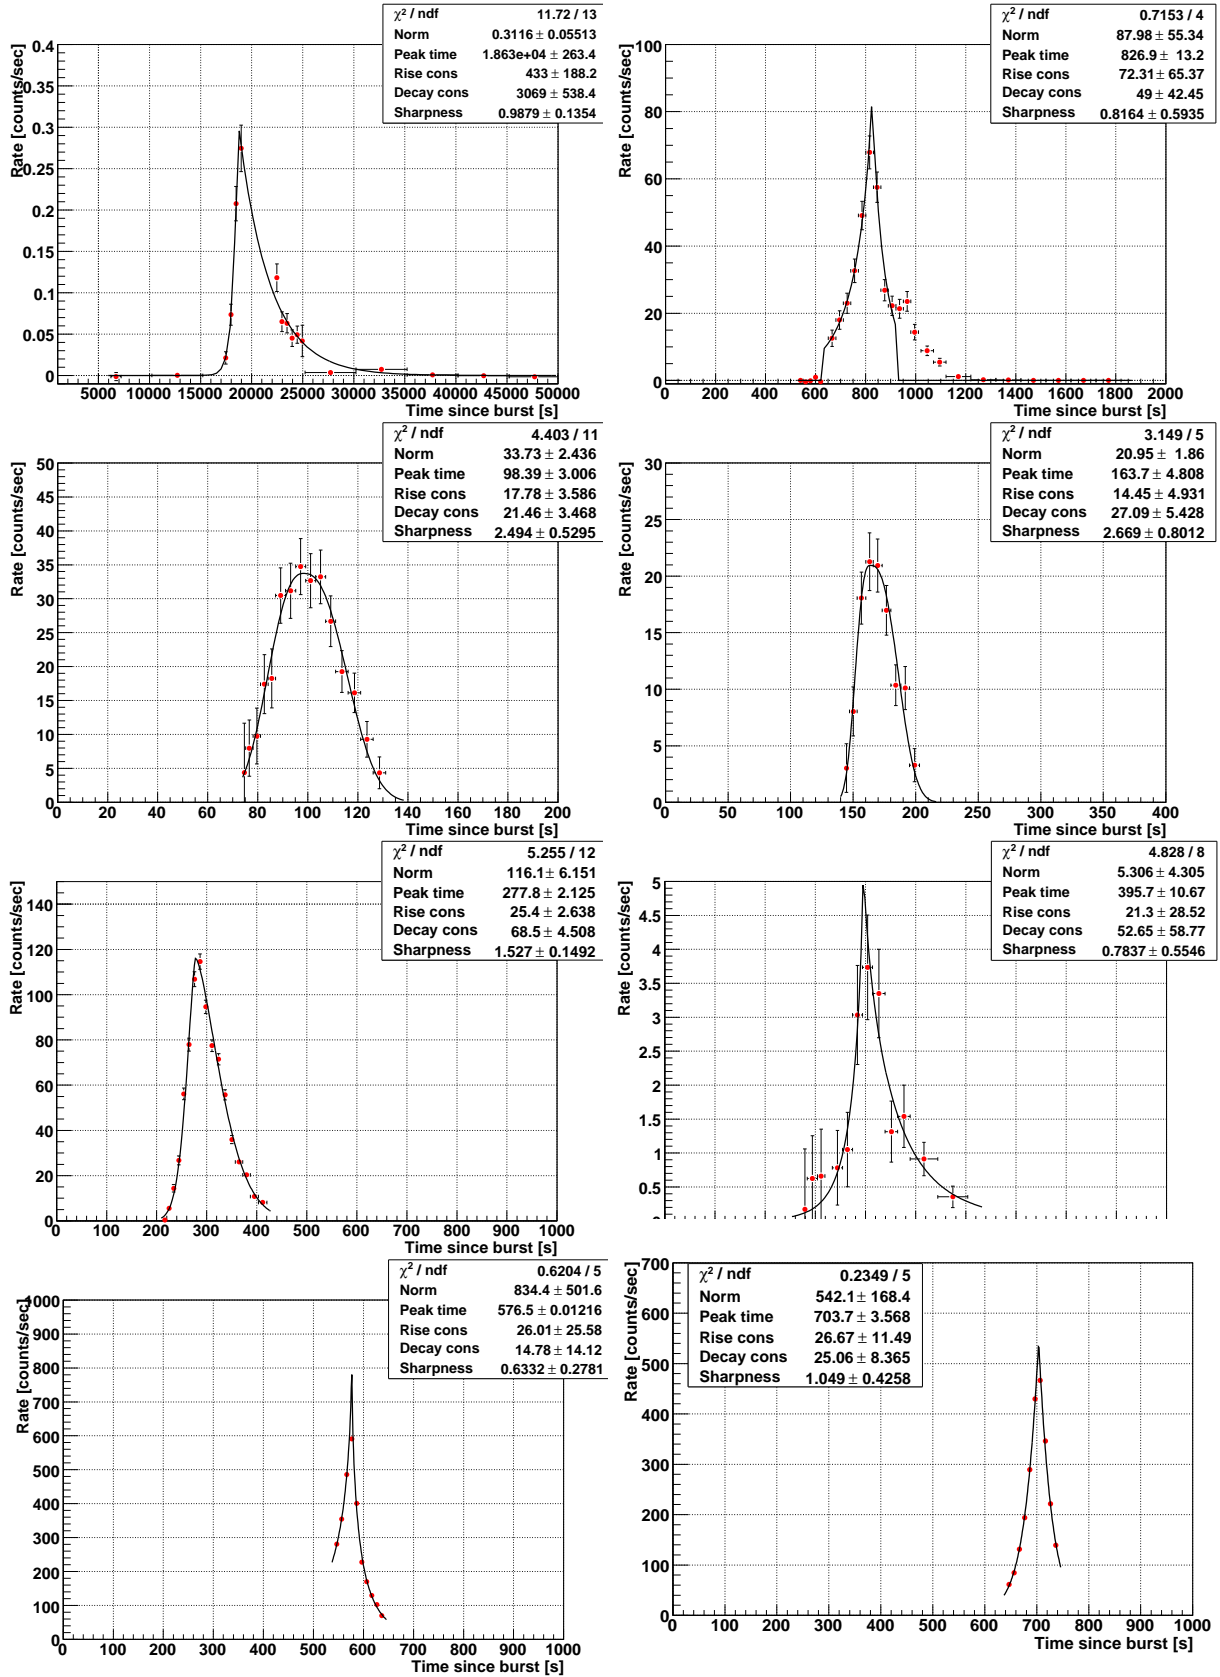 χ² / ndf 11.72 / 13
Norm 0.3116 ± 0.05513
Peak time 1.863e+04 ± 263.4
Rise cons 433 ± 188.2
Decay cons 3069 ± 538.4
Sharpness 0.9879 ± 0.1354
Rate [counts/sec]
0.4
0.35
0.3
0.25
0.2
0.15
0.1
0.05
0
5000 10000 15000 20000 25000 30000 35000 40000 45000 50000
Time since burst [s]
χ² / ndf 0.7153 / 4
Norm 87.98 ± 55.34
Peak time 826.9 ± 13.2
Rise cons 72.31 ± 65.37
Decay cons 49 ± 42.45
Sharpness 0.8164 ± 0.5935
Rate [counts/sec]
100
80
60
40
20
0
0 200 400 600 800 1000 1200 1400 1600 1800 2000
Time since burst [s]
χ² / ndf 4.403 / 11
Norm 33.73 ± 2.436
Peak time 98.39 ± 3.006
Rise cons 17.78 ± 3.586
Decay cons 21.46 ± 3.468
Sharpness 2.494 ± 0.5295
Rate [counts/sec]
50
45
40
35
30
25
20
15
10
5
0
0 20 40 60 80 100 120 140 160 180 200
Time since burst [s]
χ² / ndf 3.149 / 5
Norm 20.95 ± 1.86
Peak time 163.7 ± 4.808
Rise cons 14.45 ± 4.931
Decay cons 27.09 ± 5.428
Sharpness 2.669 ± 0.8012
Rate [counts/sec]
30
25
20
15
10
5
0
0 50 100 150 200 250 300 350 400
Time since burst [s]
χ² / ndf 5.255 / 12
Norm 116.1 ± 6.151
Peak time 277.8 ± 2.125
Rise cons 25.4 ± 2.638
Decay cons 68.5 ± 4.508
Sharpness 1.527 ± 0.1492
Rate [counts/sec]
140
120
100
80
60
40
20
0
0 100 200 300 400 500 600 700 800 900 1000
Time since burst [s]
χ² / ndf 4.828 / 8
Norm 5.306 ± 4.305
Peak time 395.7 ± 10.67
Rise cons 21.3 ± 28.52
Decay cons 52.65 ± 58.77
Sharpness 0.7837 ± 0.5546
Rate [counts/sec]
5
4.5
4
3.5
3
2.5
2
1.5
1
0.5
χ² / ndf 0.6204 / 5
Norm 834.4 ± 501.6
Peak time 576.5 ± 0.01216
Rise cons 26.01 ± 25.58
Decay cons 14.78 ± 14.12
Sharpness 0.6332 ± 0.2781
Rate [counts/sec]
1000
900
800
700
600
500
400
300
200
100
0
0 100 200 300 400 500 600 700 800 900 1000
Time since burst [s]
χ² / ndf 0.2349 / 5
Norm 542.1 ± 168.4
Peak time 703.7 ± 3.568
Rise cons 26.67 ± 11.49
Decay cons 25.06 ± 8.365
Sharpness 1.049 ± 0.4258
Rate [counts/sec]
700
600
500
400
300
200
100
0
0 100 200 300 400 500 600 700 800 900 1000
Time since burst [s]